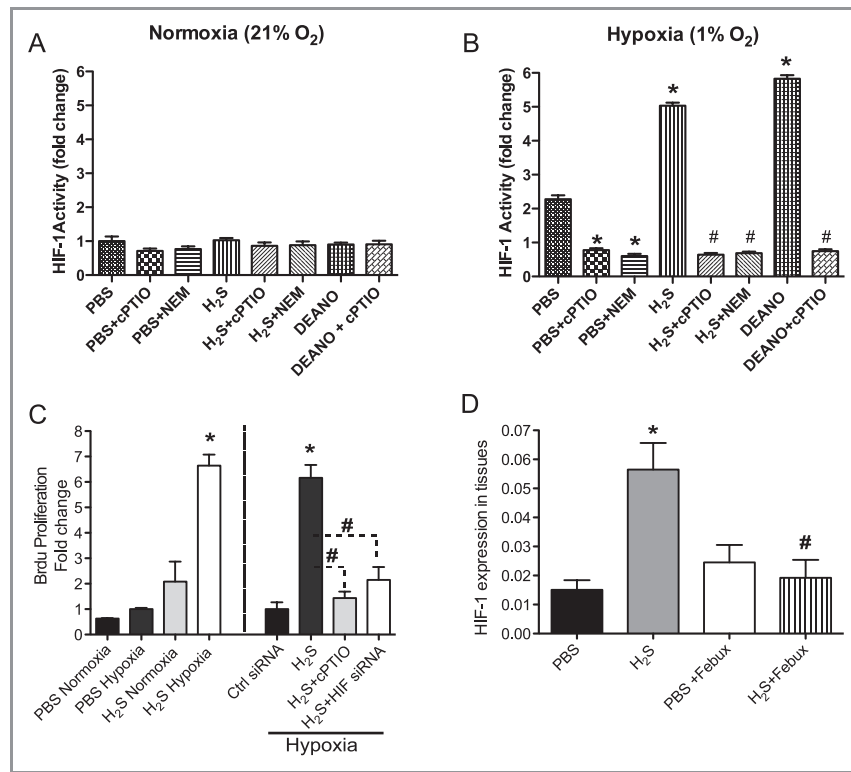 A
Normoxia (21% O₂)
HIF-1Activity (fold change)
6
5
4
3
2
1
0
PBS
PBS+cPTIO
PBS+NEM
H₂S
H₂S+cPTIO
H₂S+NEM
DEANO
DEANO + cPTIO
B
Hypoxia (1% O₂)
HIF-1 Activity (fold change)
6
5
4
3
2
1
0
*
*
*
#
#
*
#
PBS
PBS+cPTIO
PBS+NEM
H₂S
H₂S+cPTIO
H₂S+NEM
DEANO
DEANO+cPTIO
C
Brdu Proliferation
Fold change
8
7
6
5
4
3
2
1
0
*
*
#
#
PBS Normoxia
PBS Hypoxia
H₂S Normoxia
H₂S Hypoxia
Ctrl siRNA
H₂S
H₂S+cPTIO
H₂S+HIF siRNA
Hypoxia
D
HIF-1 expression in tissues
0.07
0.06
0.05
0.04
0.03
0.02
0.01
0.00
*
#
PBS
H₂S
PBS +Febux
H₂S+Febux